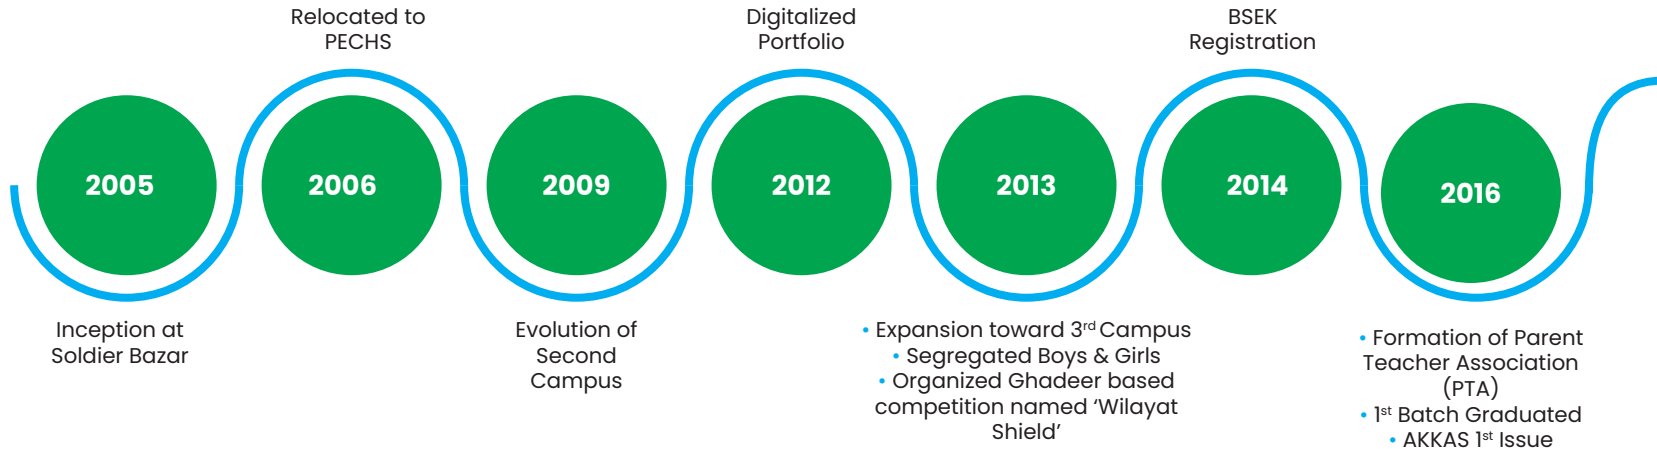 Relocated to
PECHS
Digitalized
Portfolio
BSEK
Registration
2005
2006
2009
2012
2013
2014
2016
Inception at
Soldier Bazar
Evolution of
Second
Campus
• Expansion toward 3rd Campus
• Segregated Boys & Girls
• Organized Ghadeer based
competition named ‘Wilayat
Shield’
• Formation of Parent
Teacher Association
(PTA)
• 1st Batch Graduated
• AKKAS 1st Issue